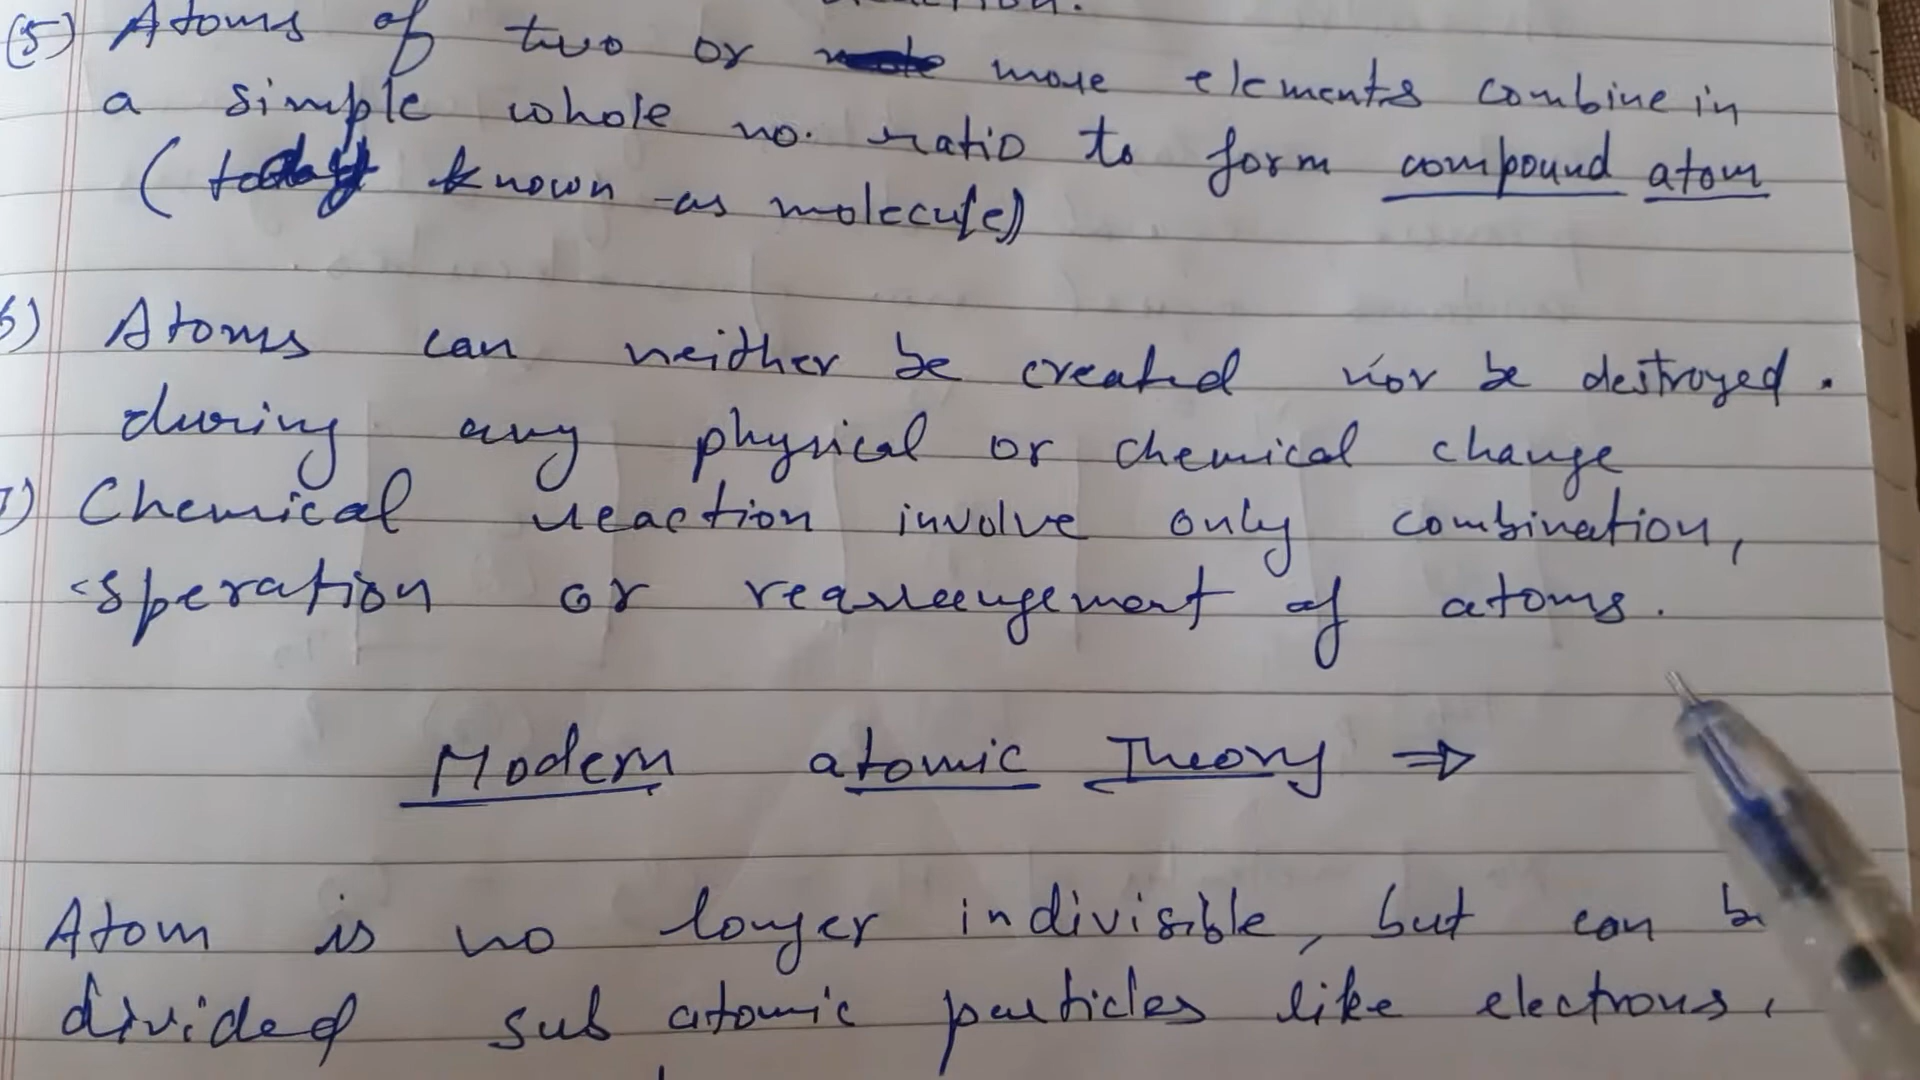 (5) Atoms of two or more elements combine in
a simple whole no. ratio to form compound atom
(today known as molecule)
6) Atoms can neither be created nor be destroyed.
during any physical or chemical change
7) Chemical reaction involve only combination,
speration or rearrangement of atoms.
Modern atomic Theory ⇒
Atom is no longer indivisible, but can be
divided sub atomic particles like electrons,